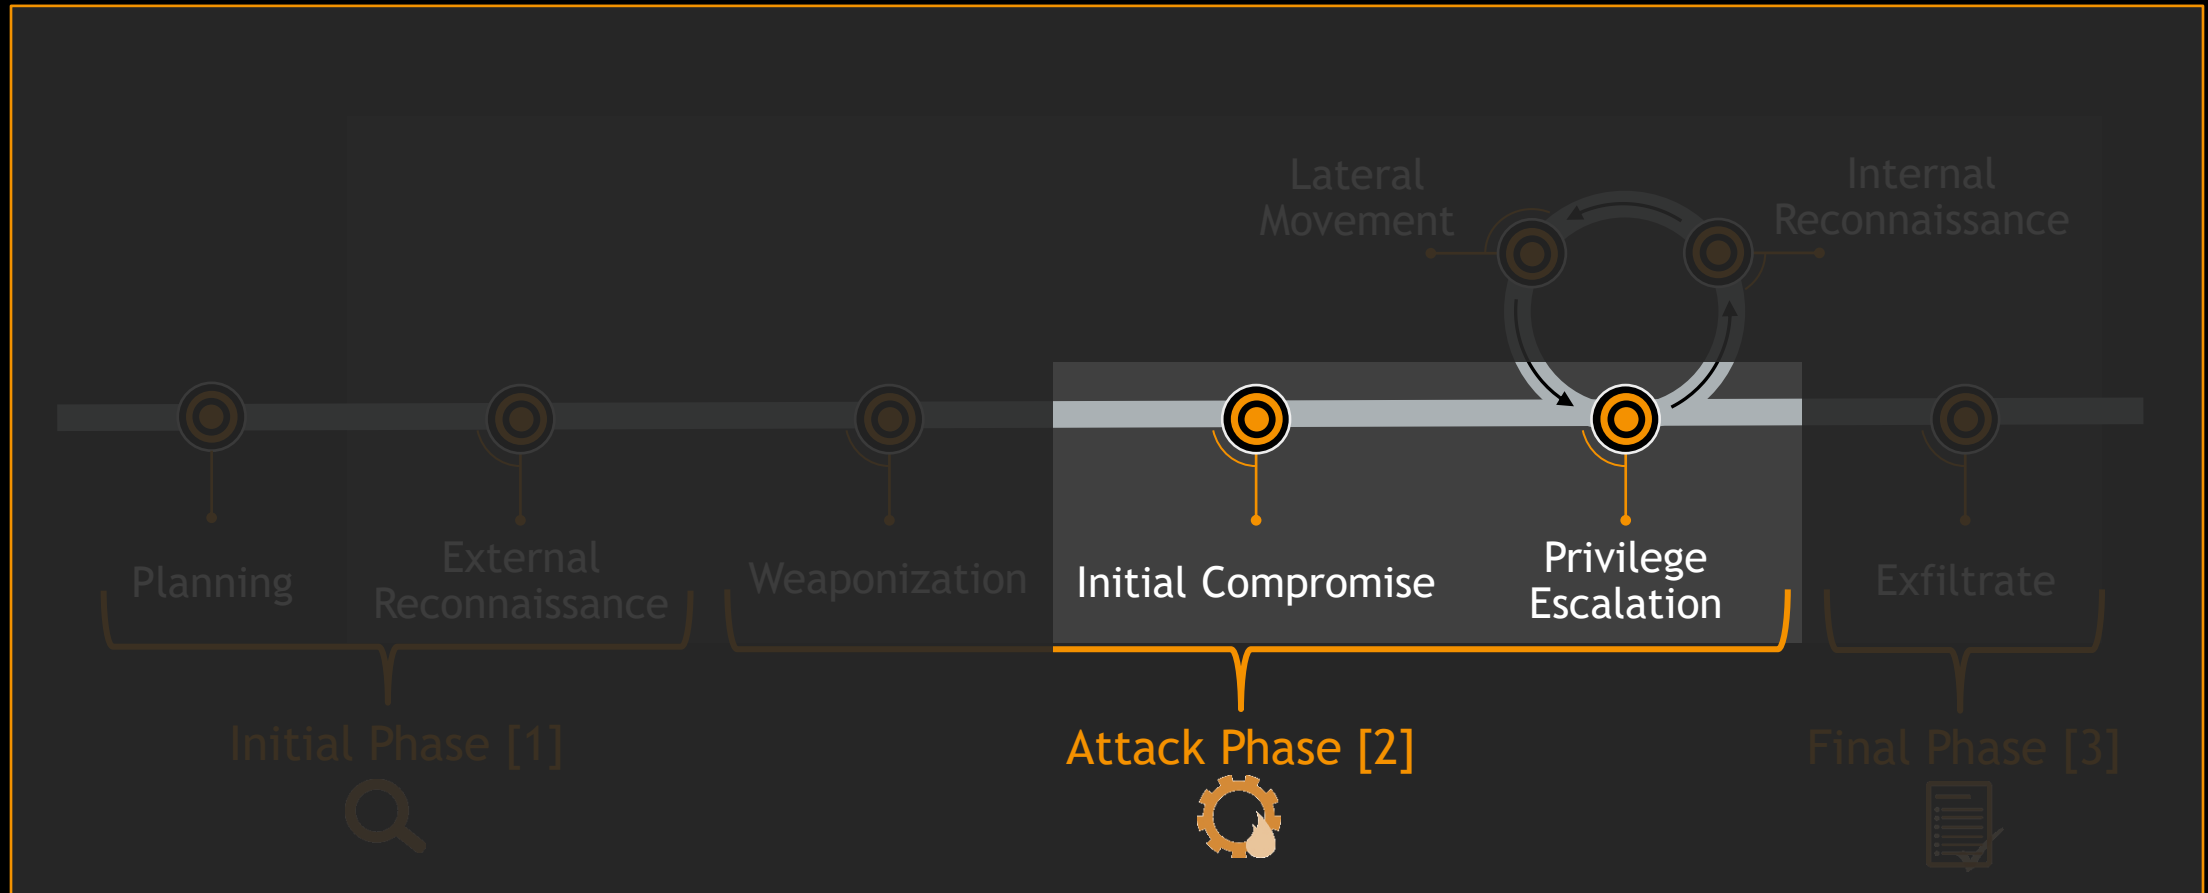 Lateral
Movement
Internal
Reconnaissance
Planning
External
Reconnaissance
Weaponization
Initial Compromise
Privilege
Escalation
Exfiltrate
Initial Phase [1]
Attack Phase [2]
Final Phase [3]